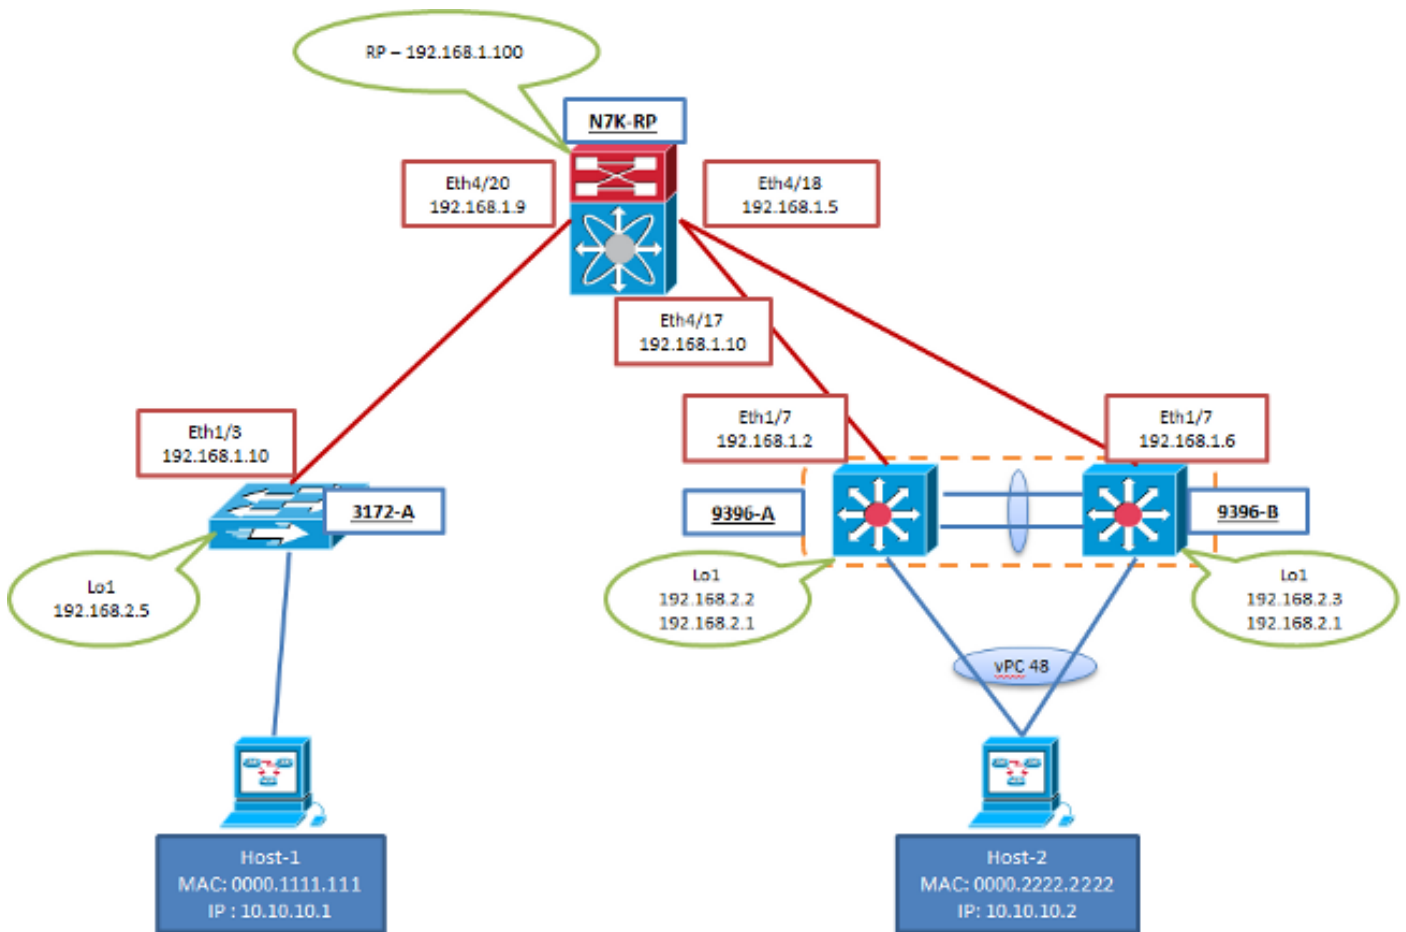 RP – 192.168.1.100
N7K-RP
Eth4/20
192.168.1.9
Eth4/18
192.168.1.5
Eth4/17
192.168.1.10
Eth1/3
192.168.1.10
Eth1/7
192.168.1.2
Eth1/7
192.168.1.6
3172-A
9396-A
9396-B
Lo1
192.168.2.5
Lo1
192.168.2.2
192.168.2.1
Lo1
192.168.2.3
192.168.2.1
vPC 48
Host-1
MAC: 0000.1111.111
IP : 10.10.10.1
Host-2
MAC: 0000.2222.2222
IP: 10.10.10.2